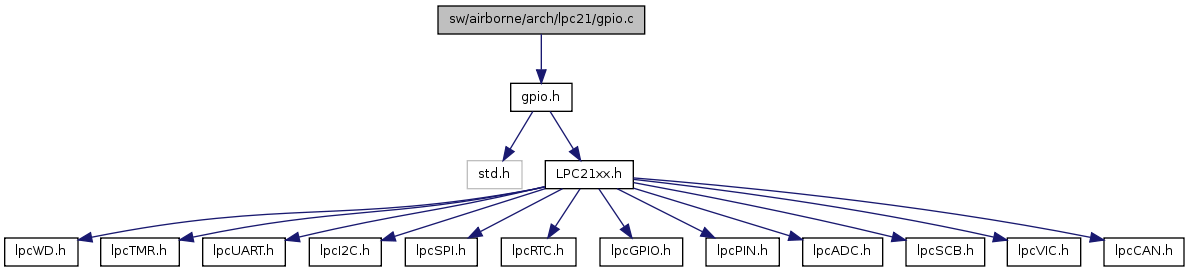 sw/airborne/arch/lpc21/gpio.c
gpio.h
std.h
LPC21xx.h
lpcWD.h
lpcTMR.h
lpcUART.h
lpcI2C.h
lpcSPI.h
lpcRTC.h
lpcGPIO.h
lpcPIN.h
lpcADC.h
lpcSCB.h
lpcVIC.h
lpcCAN.h